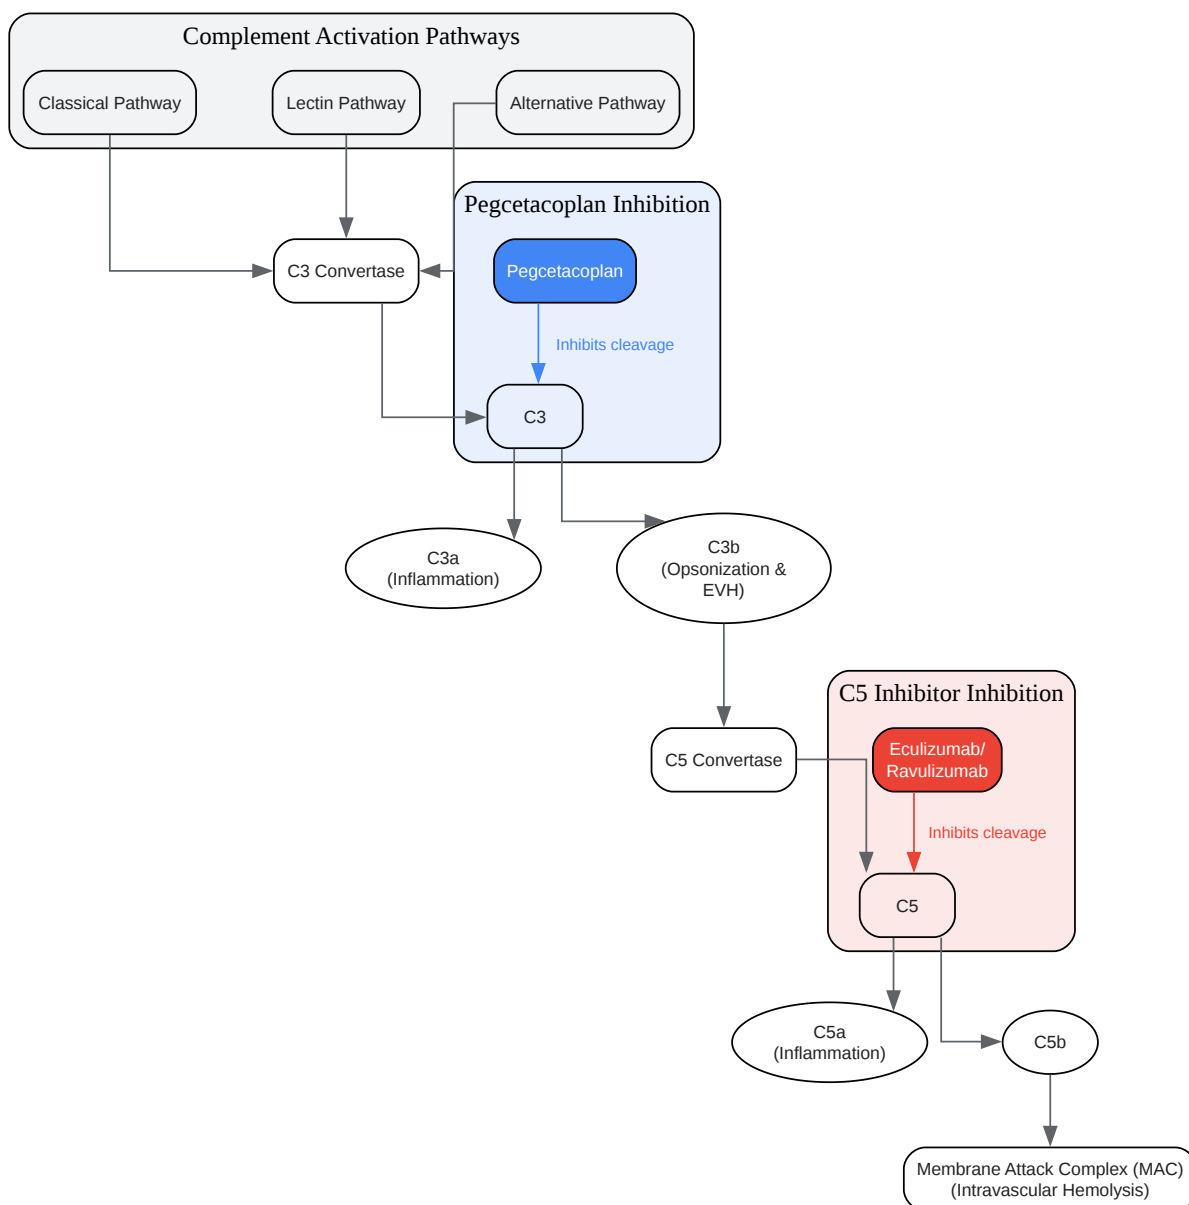 Complement Activation Pathways
Classical Pathway
Lectin Pathway
Alternative Pathway
Pegcetacoplan Inhibition
C3 Convertase
Pegcetacoplan
Inhibits cleavage
C3
C3a
(Inflammation)
C3b
(Opsonization &
EVH)
C5 Inhibitor Inhibition
C5 Convertase
Eculizumab/
Ravulizumab
Inhibits cleavage
C5
C5a
(Inflammation)
C5b
Membrane Attack Complex (MAC)
(Intravascular Hemolysis)